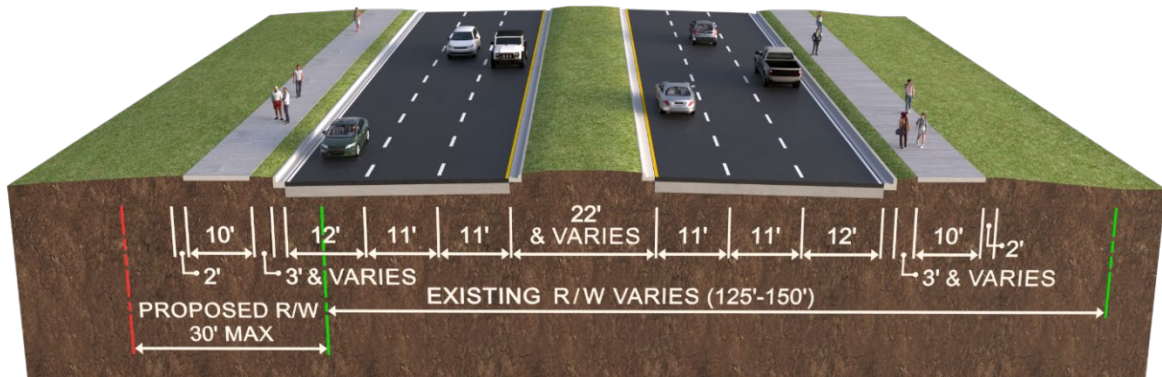 10'
12'
11'
11'
22'
& VARIES
11'
11'
12'
10'
2'
3' & VARIES
3' & VARIES
2'
EXISTING R/W VARIES (125'-150')
PROPOSED R/W
30' MAX